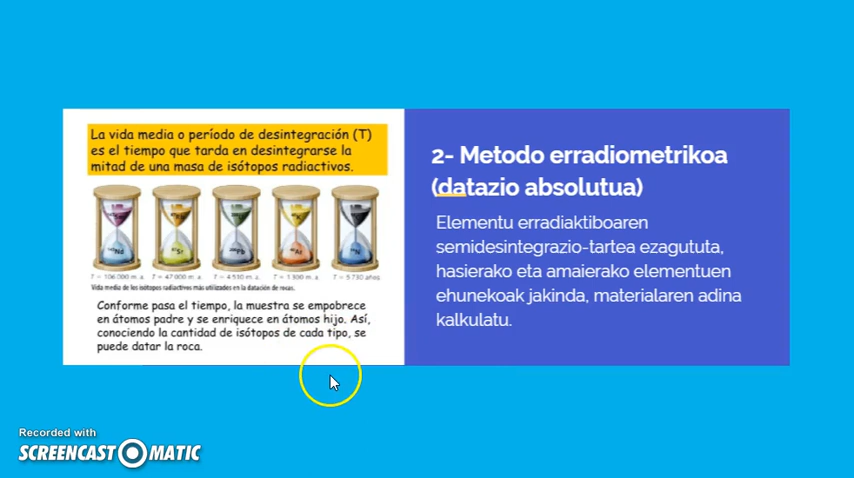 La vida media o período de desintegración (T)
es el tiempo que tarda en desintegrarse la
mitad de una masa de isótopos radiactivos.
T = 106.000 m. a. T = 47.000 m. a. T = 4.510 m. a. T = 1.300 m. a. T = 5.730 años
Vida media de los isótopos radiactivos más utilizados en la datación de rocas.
Conforme pasa el tiempo, la muestra se empobrece
en átomos padre y se enriquece en átomos hijo. Así,
conociendo la cantidad de isótopos de cada tipo, se
puede datar la roca.
2- Metodo erradiometrikoa
(datazio absolutua)
Elementu erradiaktiboaren
semidesintegrazio-tartea ezagututa,
hasierako eta amaierako elementuen
ehunekoak jakinda, materialaren adina
kalkulatu.
Recorded with
SCREENCAST MATIC